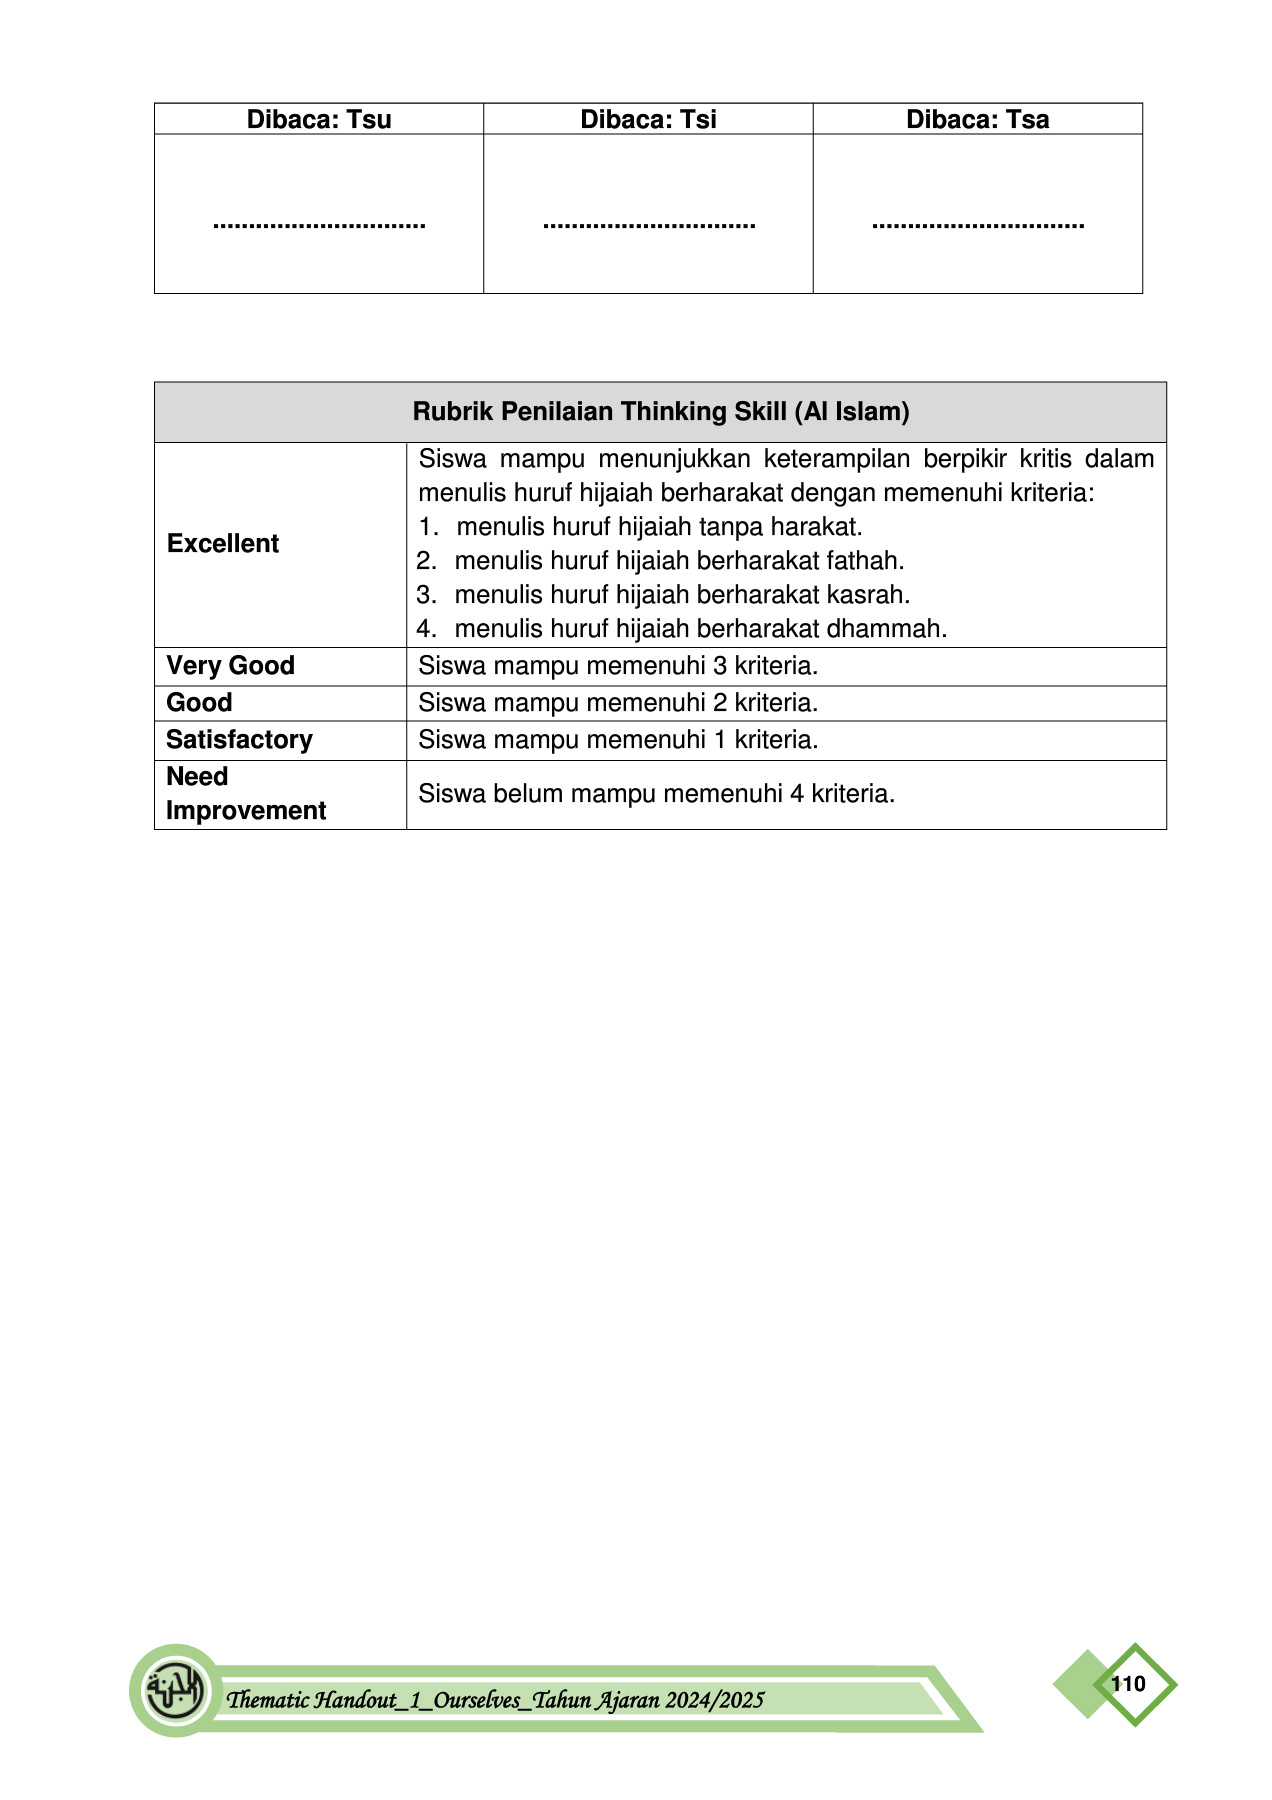 Dibaca: Tsu Dibaca: Tsi Dibaca: Tsa
.............................. .............................. ..............................
Rubrik Penilaian Thinking Skill (Al Islam)
Excellent
Siswa mampu menunjukkan keterampilan berpikir kritis dalam
menulis huruf hijaiah berharakat dengan memenuhi kriteria:
1. menulis huruf hijaiah tanpa harakat.
2. menulis huruf hijaiah berharakat fathah.
3. menulis huruf hijaiah berharakat kasrah.
4. menulis huruf hijaiah berharakat dhammah.
Very Good Siswa mampu memenuhi 3 kriteria.
Good Siswa mampu memenuhi 2 kriteria.
Satisfactory Siswa mampu memenuhi 1 kriteria.
Need
Improvement
Siswa belum mampu memenuhi 4 kriteria.
Thematic Handout_1_Ourselves_Tahun Ajaran 2024/2025
110